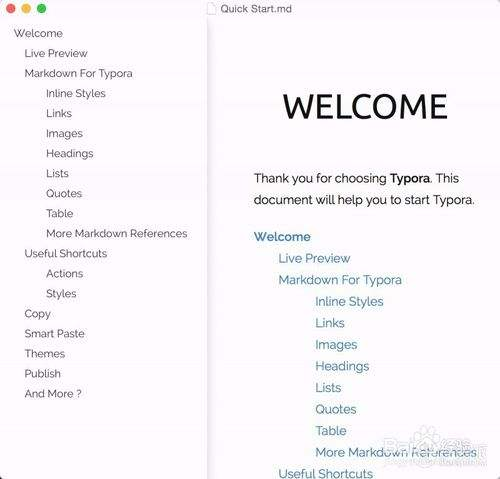 Quick Start.md
Welcome
Live Preview
Markdown For Typora
Inline Styles
Links
Images
Headings
Lists
Quotes
Table
More Markdown References
Useful Shortcuts
Actions
Styles
Copy
Smart Paste
Themes
Publish
And More ?
WELCOME
Thank you for choosing Typora. This
document will help you to start Typora.
Welcome
Live Preview
Markdown For Typora
Inline Styles
Links
Images
Headings
Lists
Quotes
Table
More Markdown References
Useful Shortcuts
Baidu 经验